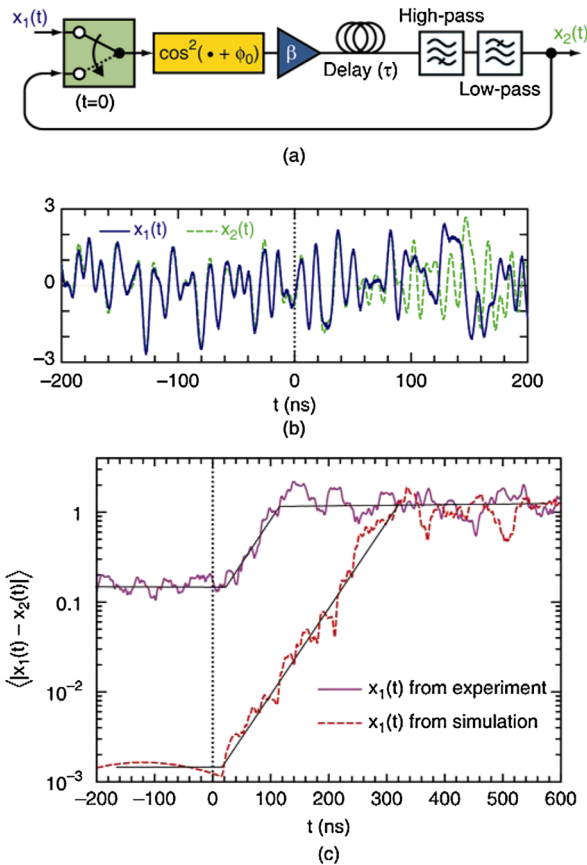 x₁(t)
High-pass
x₂(t)
cos²(• + ϕ₀)
β
Delay (τ)
Low-pass
(t=0)
(a)
3
x₁(t)
x₂(t)
0
−3
−200 −100 0 100 200
t (ns)
(b)
1
0.1
10⁻²
10⁻³
⟨|x₁(t) − x₂(t)|⟩
x₁(t) from experiment
x₁(t) from simulation
−200 −100 0 100 200 300 400 500 600
t (ns)
(c)